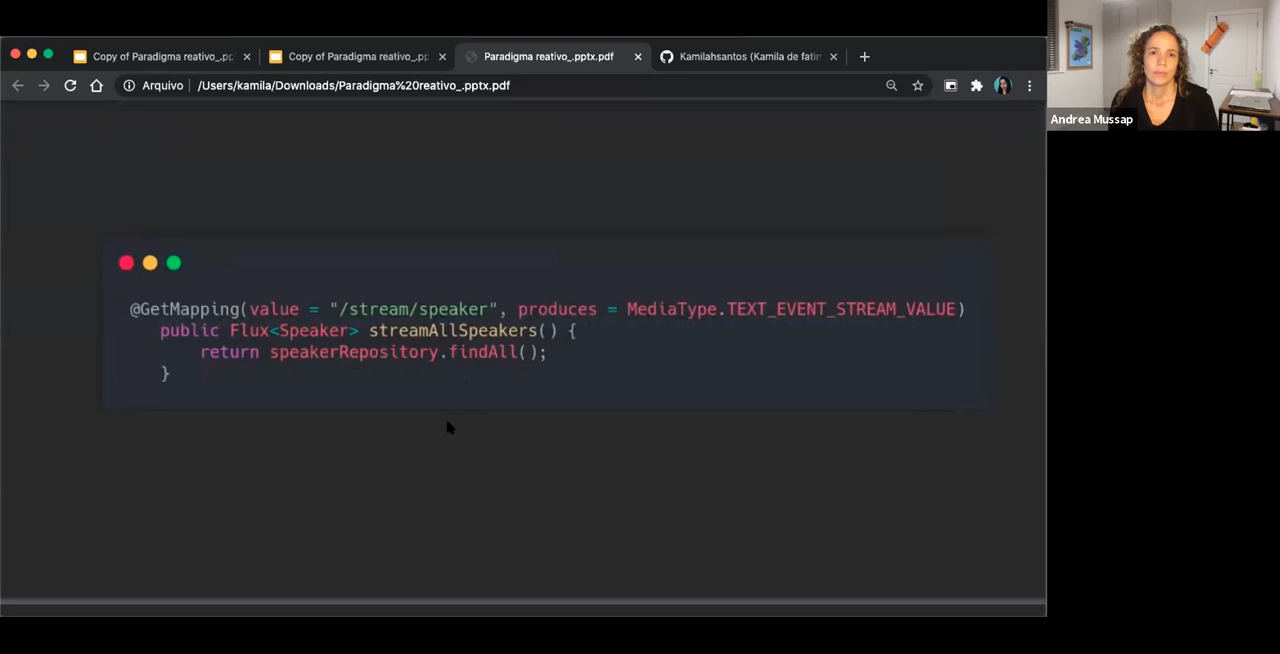 Copy of Paradigma reativo_.pp
Copy of Paradigma reativo_.pp
Paradigma reativo_.pptx.pdf
Kamilahsantos (Kamila de fatin
Arquivo
/Users/kamila/Downloads/Paradigma%20reativo_.pptx.pdf
Andrea Mussap
@GetMapping(value = "/stream/speaker", produces = MediaType.TEXT_EVENT_STREAM_VALUE)
public Flux<Speaker> streamAllSpeakers() {
return speakerRepository.findAll();
}